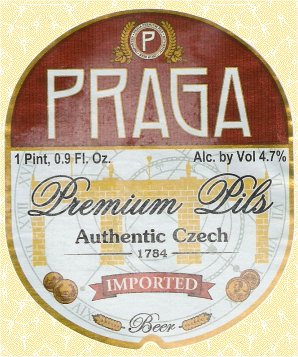 P
PRAGA
1 Pint, 0.9 Fl. Oz. Alc. by Vol 4.7%
Premium Pils
Authentic Czech
1784
IMPORTED
Beer